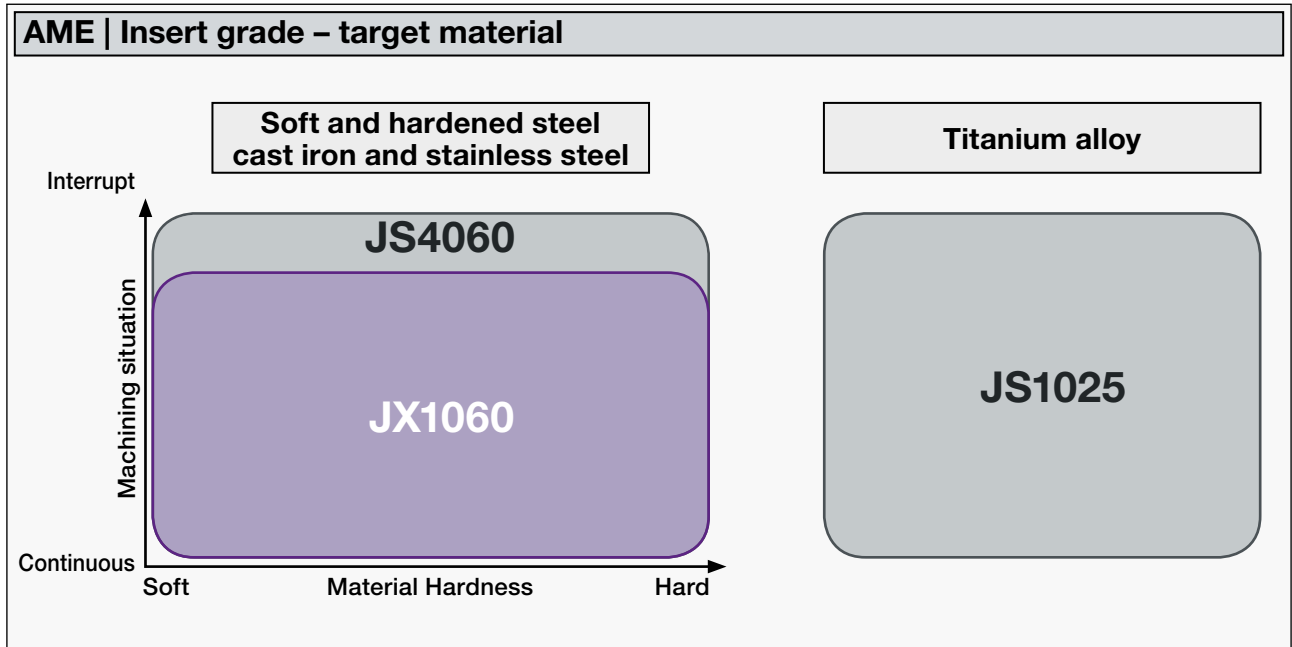 AME | Insert grade – target material
Soft and hardened steel
cast iron and stainless steel
Titanium alloy
Interrupt
JS4060
Machining situation
JX1060
JS1025
Continuous
Soft
Material Hardness
Hard